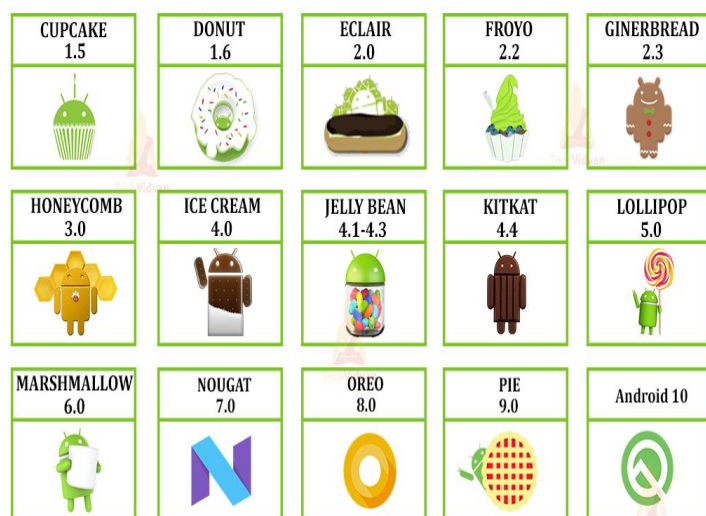 CUPCAKE
1.5
DONUT
1.6
ECLAIR
2.0
FROYO
2.2
GINERBREAD
2.3
HONEYCOMB
3.0
ICE CREAM
4.0
JELLY BEAN
4.1-4.3
KITKAT
4.4
LOLLIPOP
5.0
MARSHMALLOW
6.0
NOUGAT
7.0
OREO
8.0
PIE
9.0
Android 10